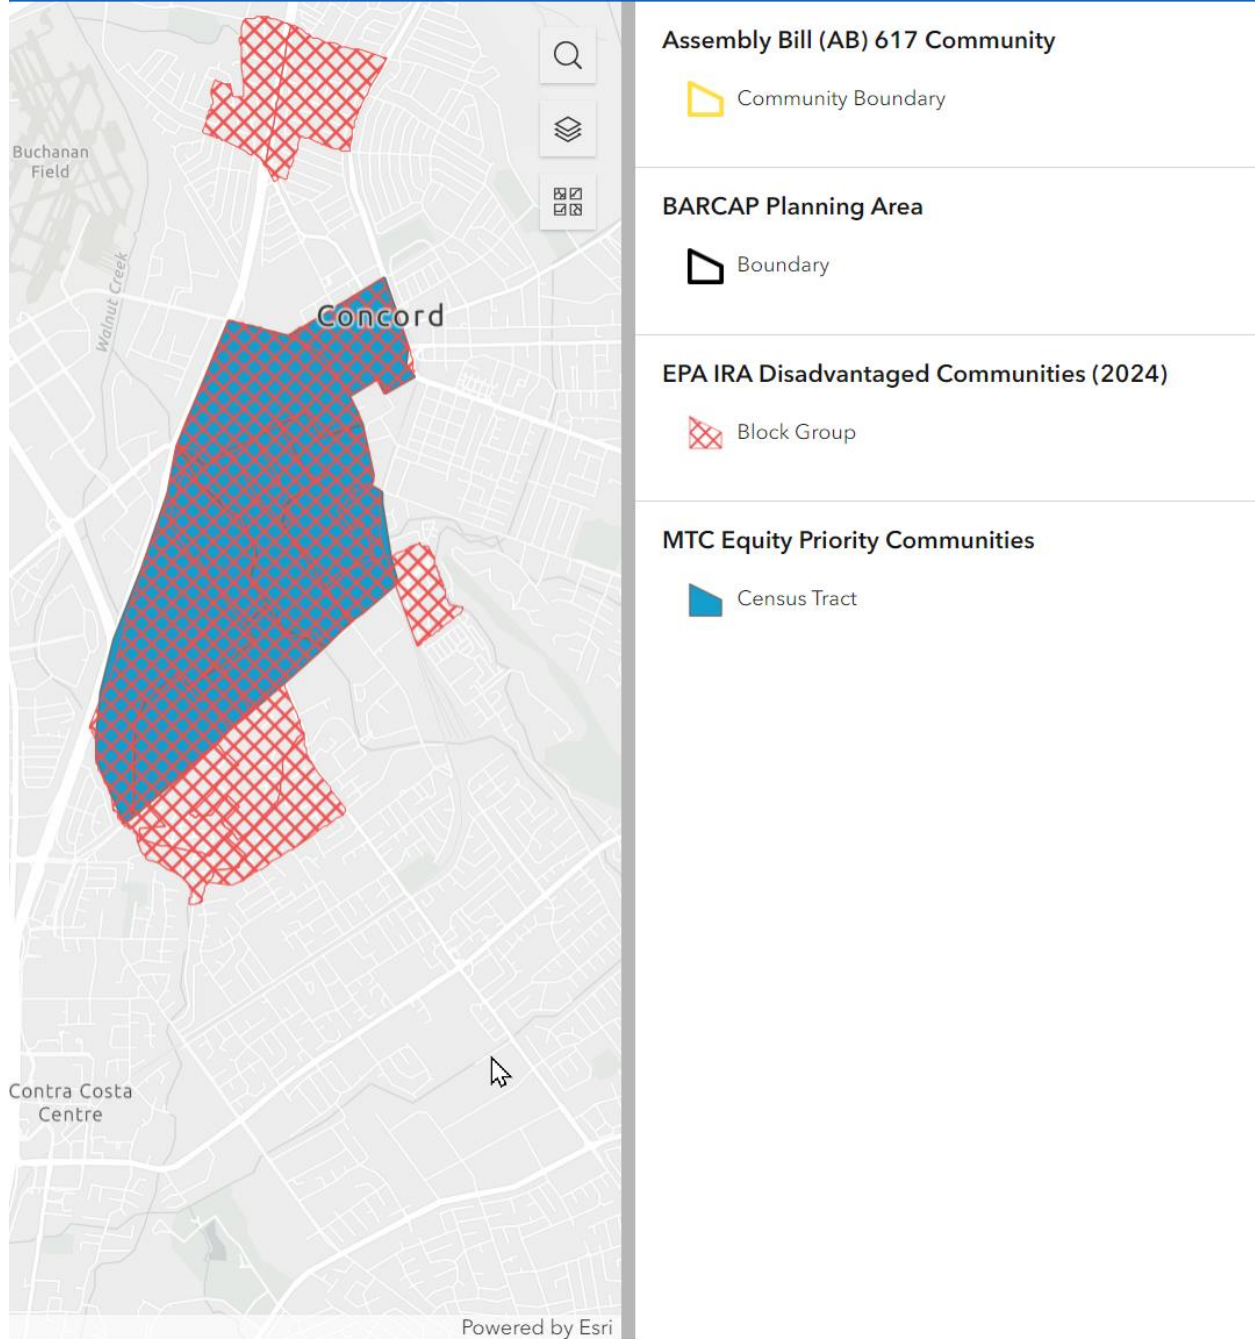 Buchanan
Field
Walnut Creek
Concord
Contra Costa
Centre
Powered by Esri
Assembly Bill (AB) 617 Community
Community Boundary
BARCAP Planning Area
Boundary
EPA IRA Disadvantaged Communities (2024)
Block Group
MTC Equity Priority Communities
Census Tract